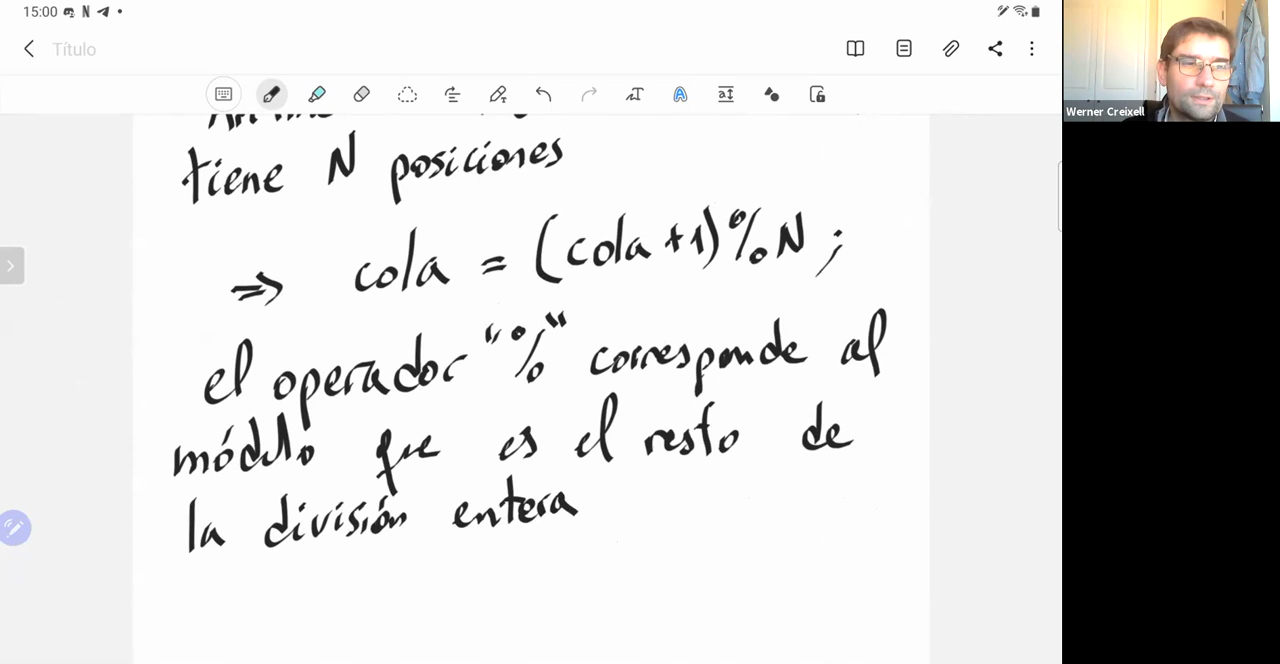 15:00
Título
tiene N posiciones
⇒ cola = (cola +1)%N;
el operador "%" corresponde al
módulo que es el resto de
la división entera
Werner Creixell